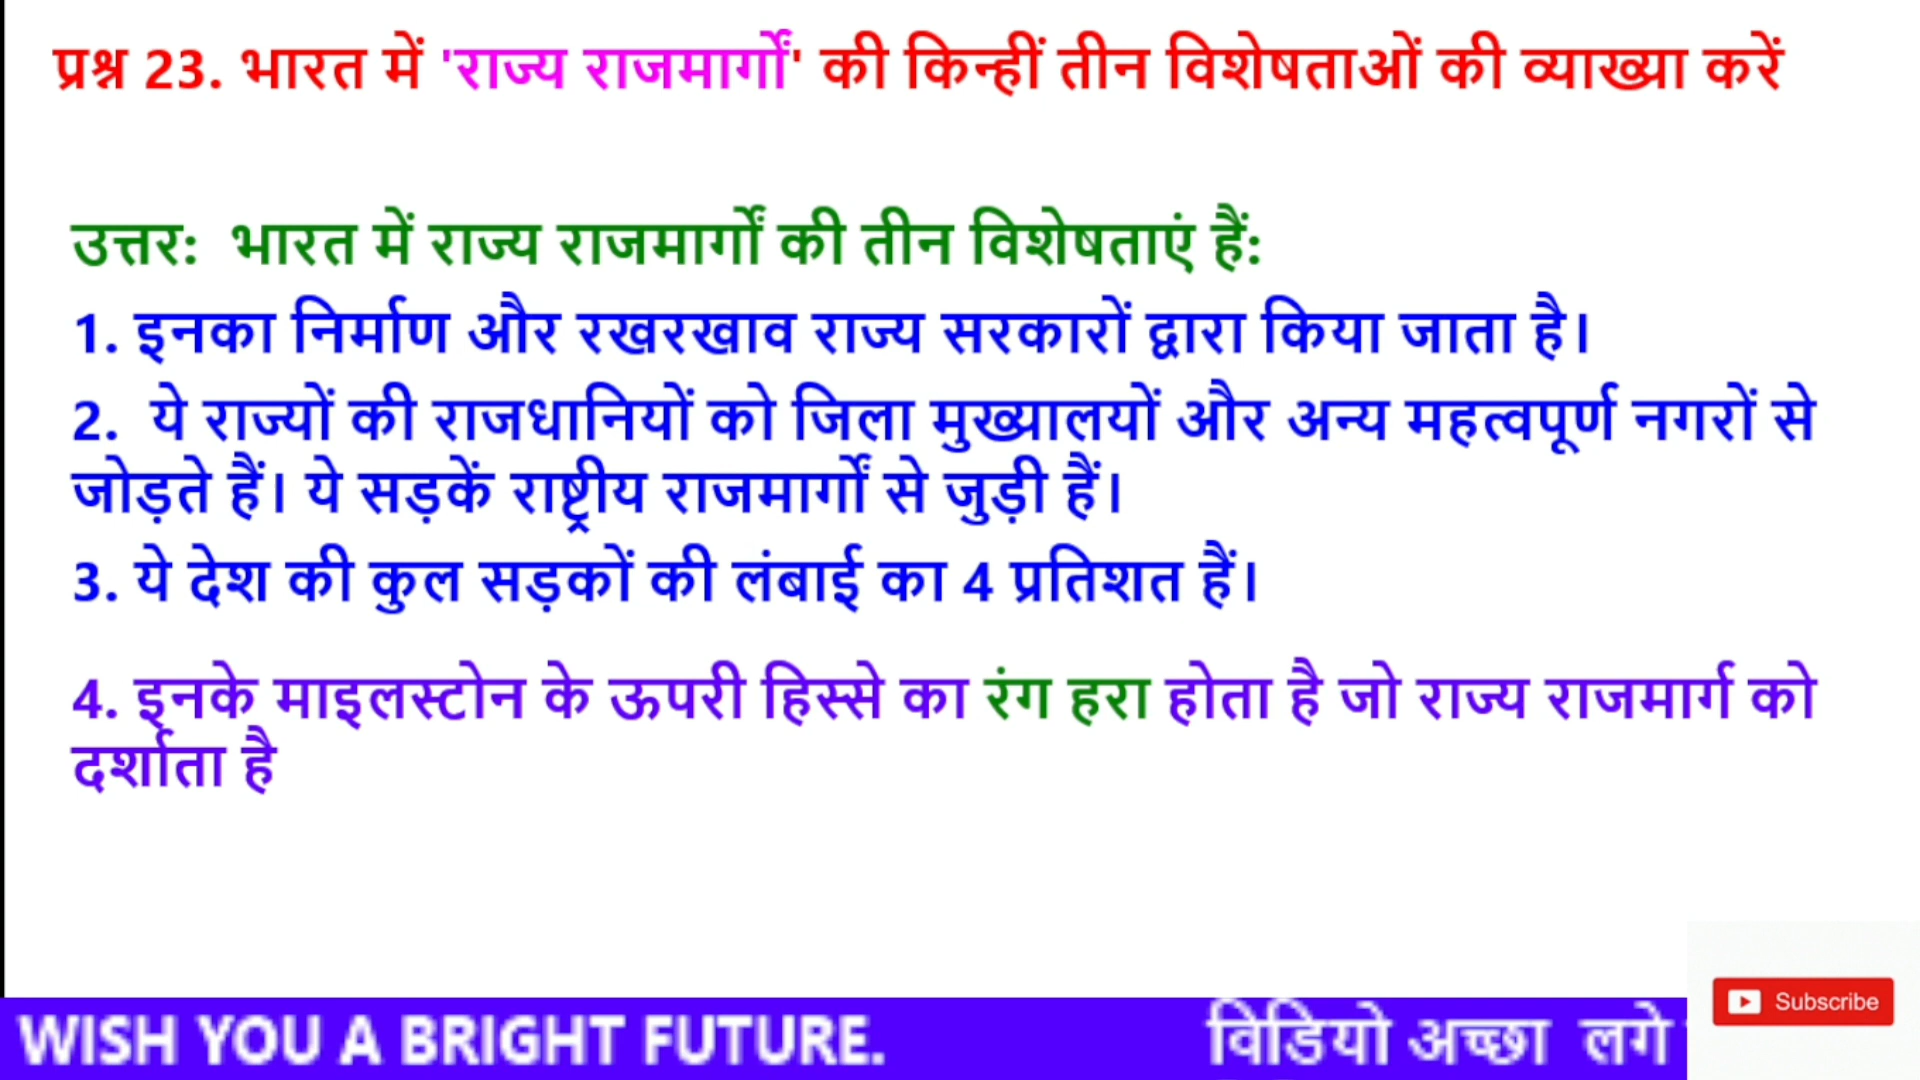 प्रश्न 23. भारत में 'राज्य राजमार्गों' की किन्हीं तीन विशेषताओं की व्याख्या करें
उत्तर: भारत में राज्य राजमार्गों की तीन विशेषताएं हैं:
1. इनका निर्माण और रखरखाव राज्य सरकारों द्वारा किया जाता है।
2. ये राज्यों की राजधानियों को जिला मुख्यालयों और अन्य महत्वपूर्ण नगरों से
जोड़ते हैं। ये सड़कें राष्ट्रीय राजमार्गों से जुड़ी हैं।
3. ये देश की कुल सड़कों की लंबाई का 4 प्रतिशत हैं।
4. इनके माइलस्टोन के ऊपरी हिस्से का रंग हरा होता है जो राज्य राजमार्ग को
दर्शाता है
Subscribe
WISH YOU A BRIGHT FUTURE. विडियो अच्छा लगे